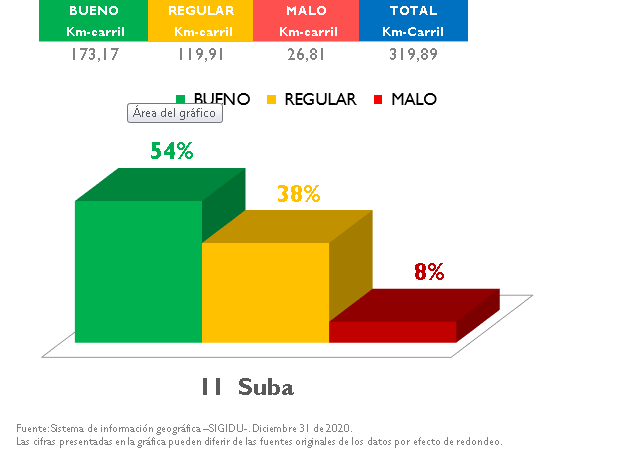 BUENO REGULAR MALO TOTAL
Km-carril Km-carril Km-carril Km-Carril
173,17 119,91 26,81 319,89
BUENO REGULAR MALO
Área del gráfico
54%
38%
8%
11 Suba
Fuente: Sistema de información geográfica –SIGIDU-. Diciembre 31 de 2020.
Las cifras presentadas en la gráfica pueden diferir de las fuentes originales de los datos por efecto de redondeo.